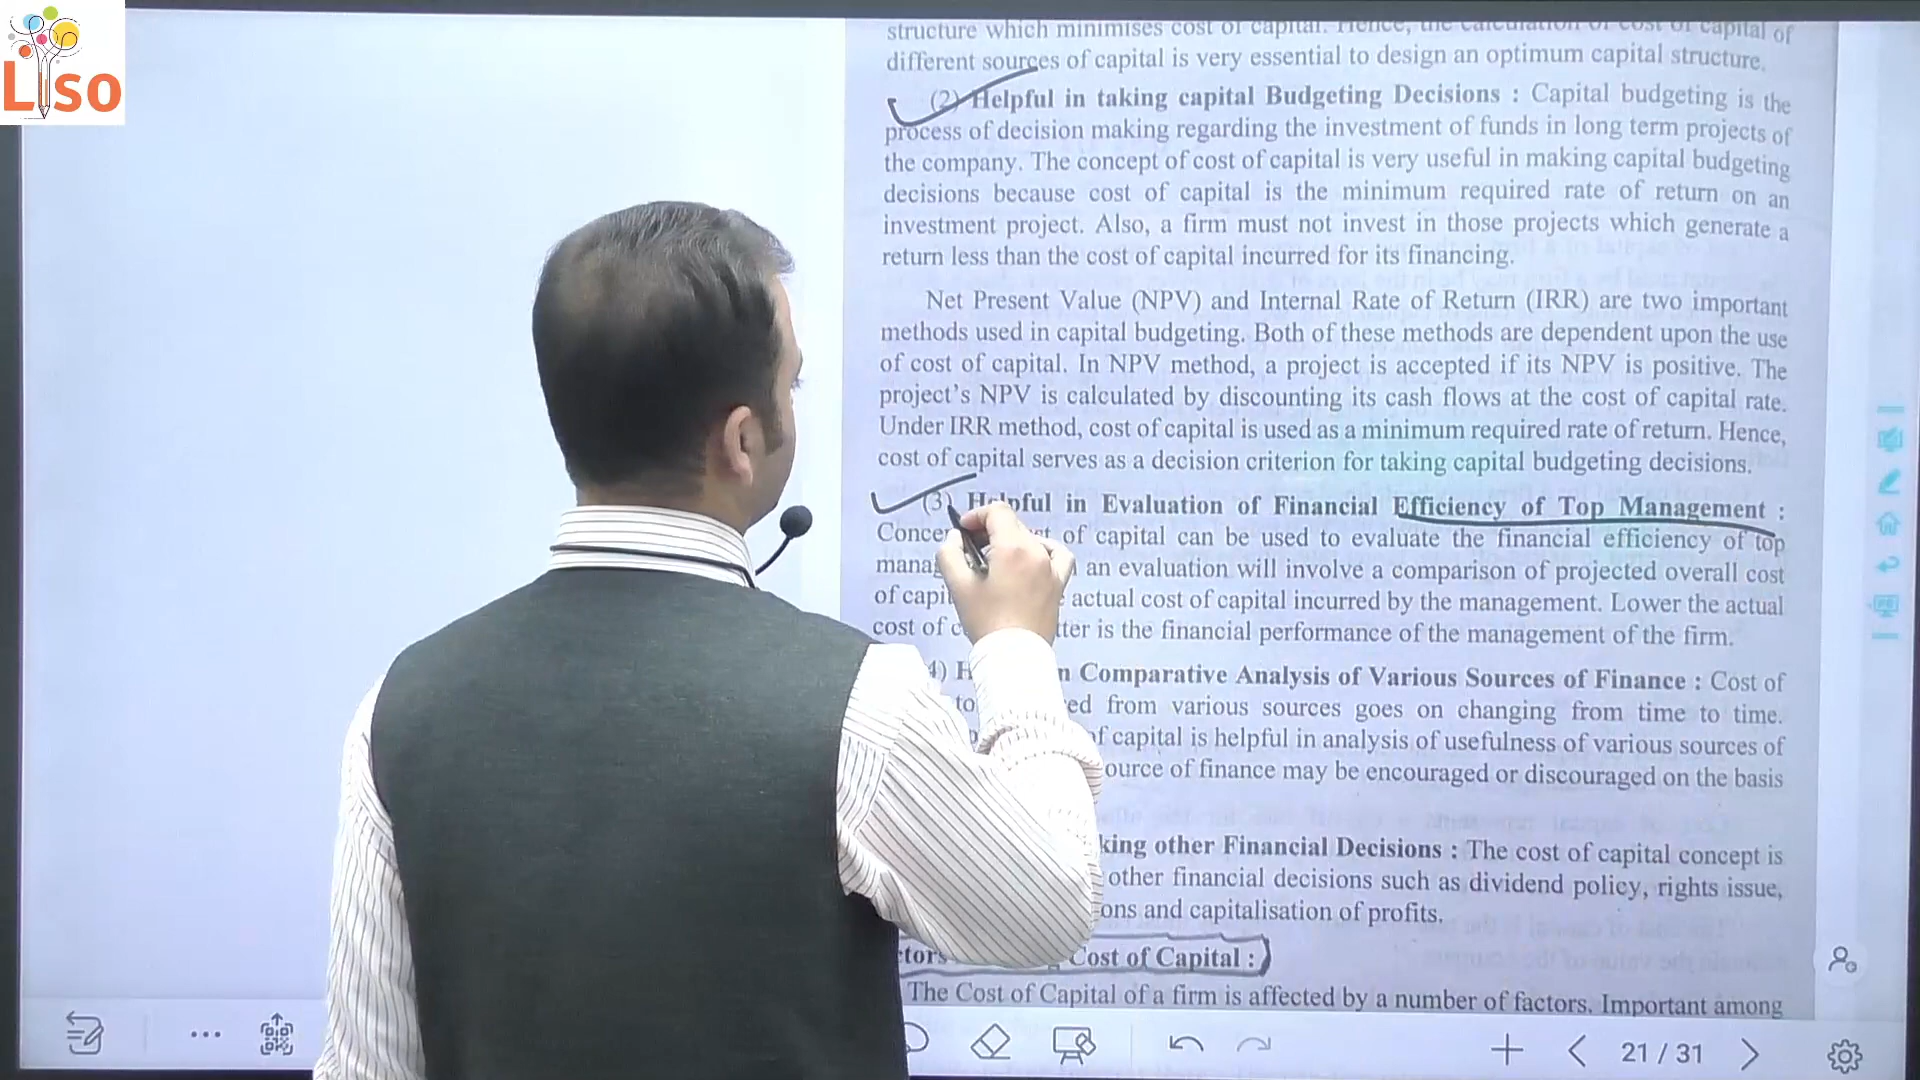 Liso
structure which minimises cost of capital. Hence, the calculation of cost of capital of
different sources of capital is very essential to design an optimum capital structure.
(2) Helpful in taking capital Budgeting Decisions : Capital budgeting is the
process of decision making regarding the investment of funds in long term projects of
the company. The concept of cost of capital is very useful in making capital budgeting
decisions because cost of capital is the minimum required rate of return on an
investment project. Also, a firm must not invest in those projects which generate a
return less than the cost of capital incurred for its financing.
Net Present Value (NPV) and Internal Rate of Return (IRR) are two important
methods used in capital budgeting. Both of these methods are dependent upon the use
of cost of capital. In NPV method, a project is accepted if its NPV is positive. The
project's NPV is calculated by discounting its cash flows at the cost of capital rate.
Under IRR method, cost of capital is used as a minimum required rate of return. Hence,
cost of capital serves as a decision criterion for taking capital budgeting decisions.
(3) Helpful in Evaluation of Financial Efficiency of Top Management :
of capital can be used to evaluate the financial efficiency of top
an evaluation will involve a comparison of projected overall cost
of actual cost of capital incurred by the management. Lower the actual
cost of is the financial performance of the management of the firm.
Comparative Analysis of Various Sources of Finance : Cost of
from various sources goes on changing from time to time.
of capital is helpful in analysis of usefulness of various sources of
source of finance may be encouraged or discouraged on the basis
other Financial Decisions : The cost of capital concept is
other financial decisions such as dividend policy, rights issue,
and capitalisation of profits.
Cost of Capital :
The Cost of Capital of a firm is affected by a number of factors. Important among
21 / 31